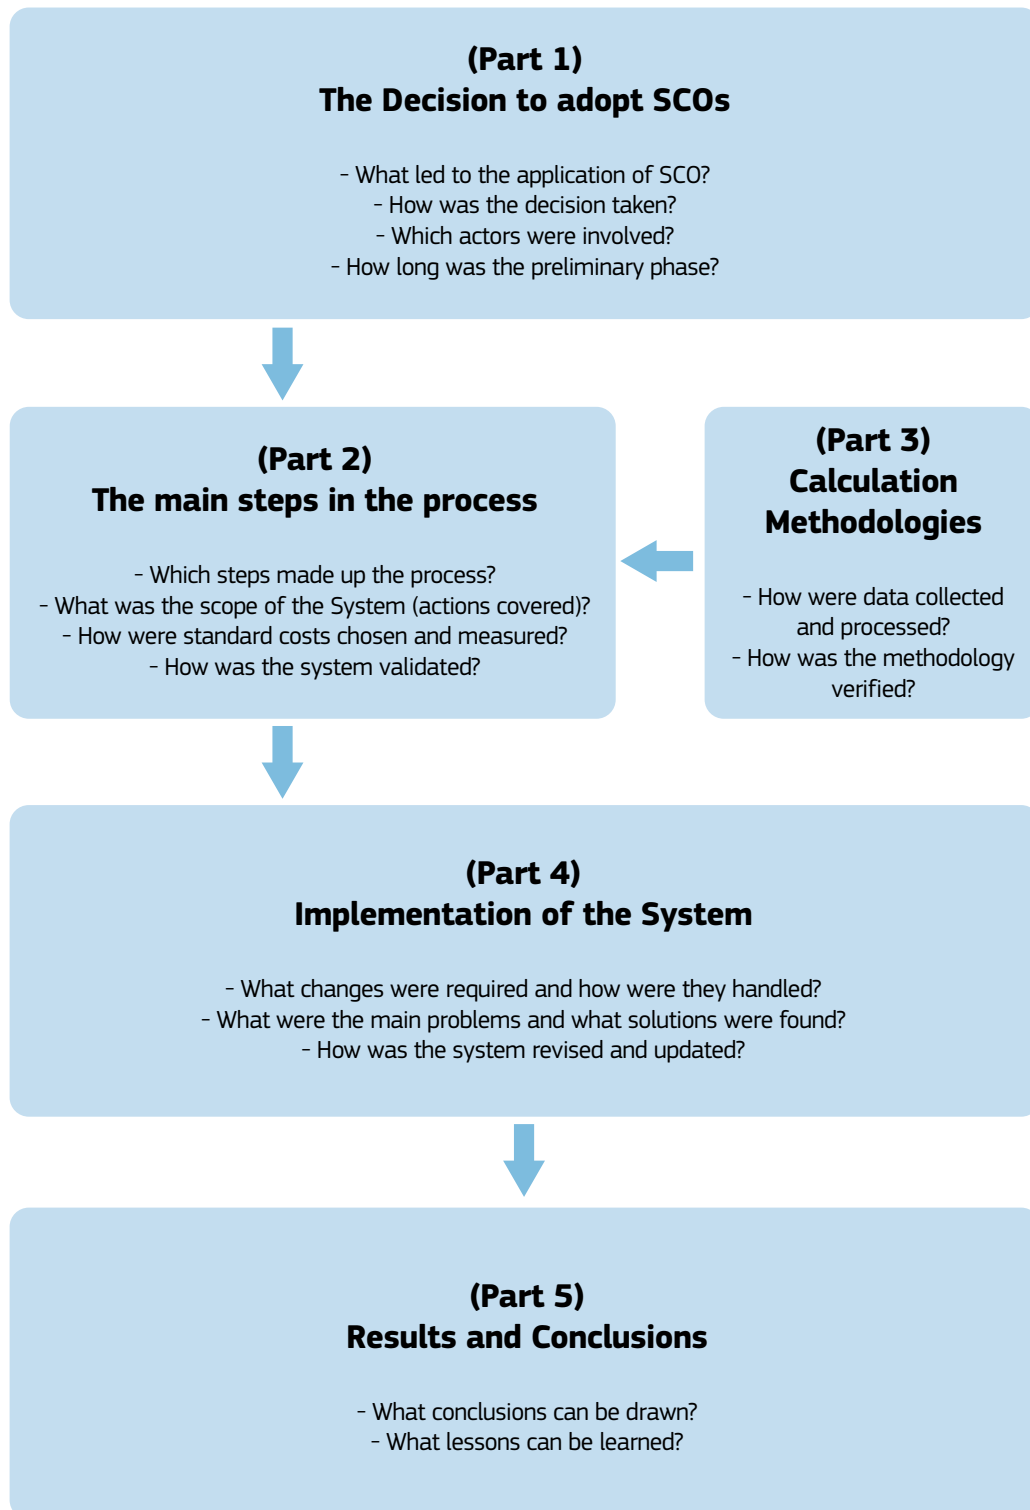 (Part 1)
The Decision to adopt SCOs
- What led to the application of SCO?
- How was the decision taken?
- Which actors were involved?
- How long was the preliminary phase?
(Part 2)
The main steps in the process
- Which steps made up the process?
- What was the scope of the System (actions covered)?
- How were standard costs chosen and measured?
- How was the system validated?
(Part 3)
Calculation
Methodologies
- How were data collected
and processed?
- How was the methodology
verified?
(Part 4)
Implementation of the System
- What changes were required and how were they handled?
- What were the main problems and what solutions were found?
- How was the system revised and updated?
(Part 5)
Results and Conclusions
- What conclusions can be drawn?
- What lessons can be learned?